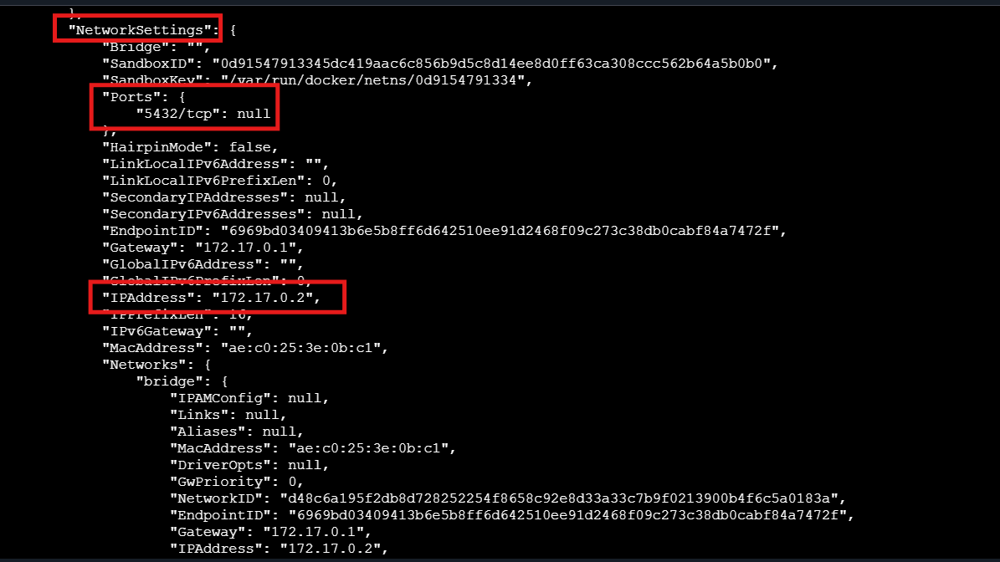 },
"NetworkSettings": {
"Bridge": "",
"SandboxID": "0d91547913345dc419aac6c856b9d5c8d14ee8d0ff63ca308ccc562b64a5b0b0",
"SandboxKey": "/var/run/docker/netns/0d9154791334",
"Ports": {
"5432/tcp": null
},
"HairpinMode": false,
"LinkLocalIPv6Address": "",
"LinkLocalIPv6PrefixLen": 0,
"SecondaryIPAddresses": null,
"SecondaryIPv6Addresses": null,
"EndpointID": "6969bd03409413b6e5b8ff6d642510ee91d2468f09c273c38db0cabf84a7472f",
"Gateway": "172.17.0.1",
"GlobalIPv6Address": "",
"GlobalIPv6PrefixLen": 0,
"IPAddress": "172.17.0.2",
"IPPrefixLen": 16,
"IPv6Gateway": "",
"MacAddress": "ae:c0:25:3e:0b:c1",
"Networks": {
"bridge": {
"IPAMConfig": null,
"Links": null,
"Aliases": null,
"MacAddress": "ae:c0:25:3e:0b:c1",
"DriverOpts": null,
"GwPriority": 0,
"NetworkID": "d48c6a195f2db8d728252254f8658c92e8d33a33c7b9f0213900b4f6c5a0183a",
"EndpointID": "6969bd03409413b6e5b8ff6d642510ee91d2468f09c273c38db0cabf84a7472f",
"Gateway": "172.17.0.1",
"IPAddress": "172.17.0.2",